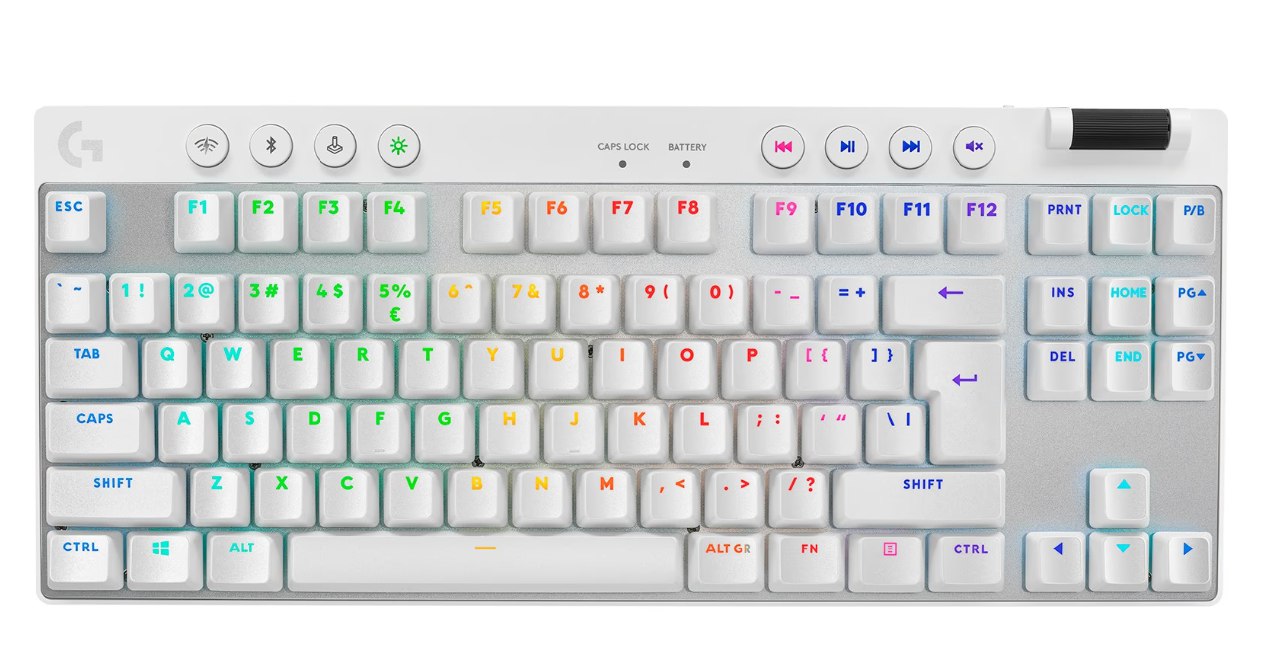 G
CAPS LOCK BATTERY
ESC F1 F2 F3 F4 F5 F6 F7 F8 F9 F10 F11 F12 PRNT LOCK P/B
` ~ 1 ! 2 @ 3 # 4 $ 5 % 6 ^ 7 & 8 * 9 ( 0 ) - _ = + ← INS HOME PG▲
€
TAB Q W E R T Y U I O P [ { ] } ↵ DEL END PG▼
CAPS A S D F G H J K L ; : ' " \ |
SHIFT Z X C V B N M , < . > / ? SHIFT ▲
CTRL ALT — ALT GR FN CTRL ◀ ▼ ▶